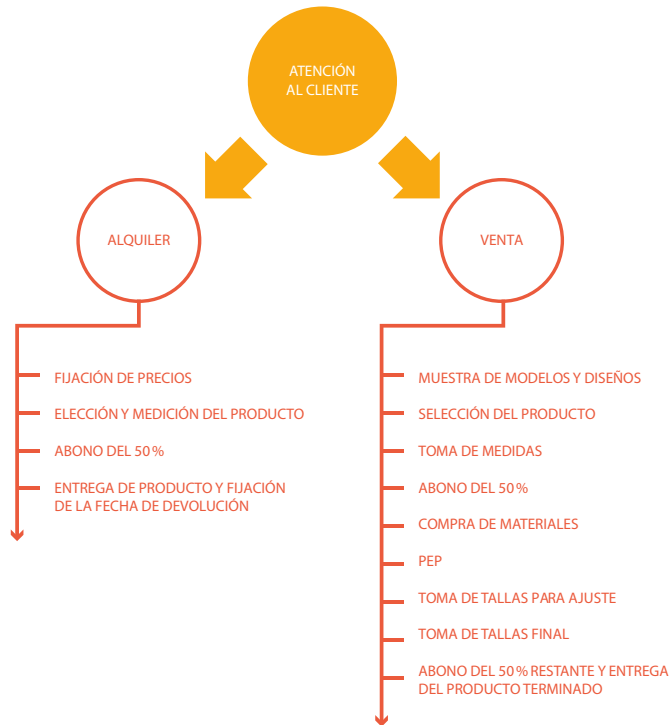 ATENCIÓN
AL CLIENTE
ALQUILER
FIJACIÓN DE PRECIOS
ELECCIÓN Y MEDICIÓN DEL PRODUCTO
ABONO DEL 50%
ENTREGA DE PRODUCTO Y FIJACIÓN
DE LA FECHA DE DEVOLUCIÓN
VENTA
MUESTRA DE MODELOS Y DISEÑOS
SELECCIÓN DEL PRODUCTO
TOMA DE MEDIDAS
ABONO DEL 50%
COMPRA DE MATERIALES
PEP
TOMA DE TALLAS PARA AJUSTE
TOMA DE TALLAS FINAL
ABONO DEL 50% RESTANTE Y ENTREGA
DEL PRODUCTO TERMINADO